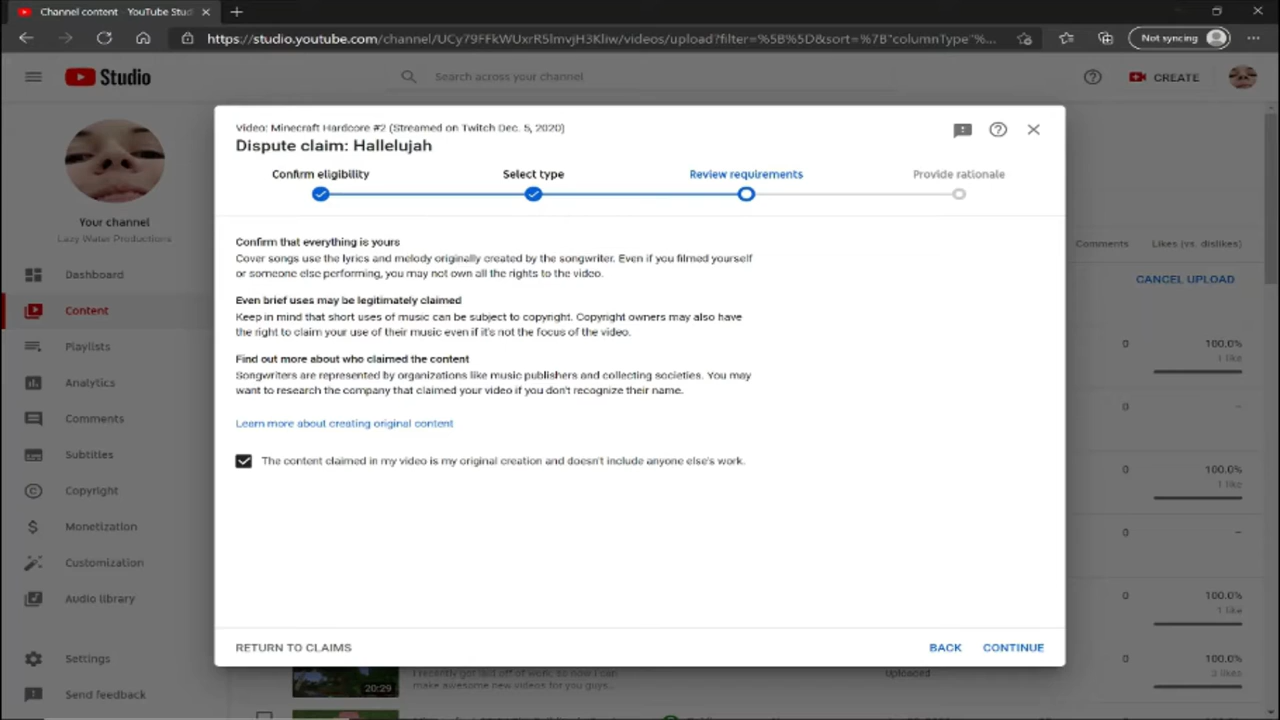 Channel content - YouTube Stud
https://studio.youtube.com/channel/UCy79FFkWUxrR5lmvjH3Kliw/videos/upload?filter=%5B%5D&sort=%7B"columnType"%...
Not syncing
Studio
Search across your channel
CREATE
Your channel
Lazy Water Productions
Dashboard
Content
Playlists
Analytics
Comments
Subtitles
Copyright
Monetization
Customization
Audio library
Settings
Send feedback
Video: Minecraft Hardcore #2 (Streamed on Twitch Dec. 5, 2020)
Dispute claim: Hallelujah
Confirm eligibility
Select type
Review requirements
Provide rationale
Confirm that everything is yours
Cover songs use the lyrics and melody originally created by the songwriter. Even if you filmed yourself
or someone else performing, you may not own all the rights to the video.
Even brief uses may be legitimately claimed
Keep in mind that short uses of music can be subject to copyright. Copyright owners may also have
the right to claim your use of their music even if it's not the focus of the video.
Find out more about who claimed the content
Songwriters are represented by organizations like music publishers and collecting societies. You may
want to research the company that claimed your video if you don't recognize their name.
Learn more about creating original content
The content claimed in my video is my original creation and doesn't include anyone else's work.
RETURN TO CLAIMS
BACK
CONTINUE
Comments
Likes (vs. dislikes)
CANCEL UPLOAD
0
100.0%
1 like
0
–
0
100.0%
1 like
0
–
0
100.0%
1 like
0
100.0%
2 likes
20:29
I recently got laid off of work, so now I can
make awesome new videos for you guys...
uploaded